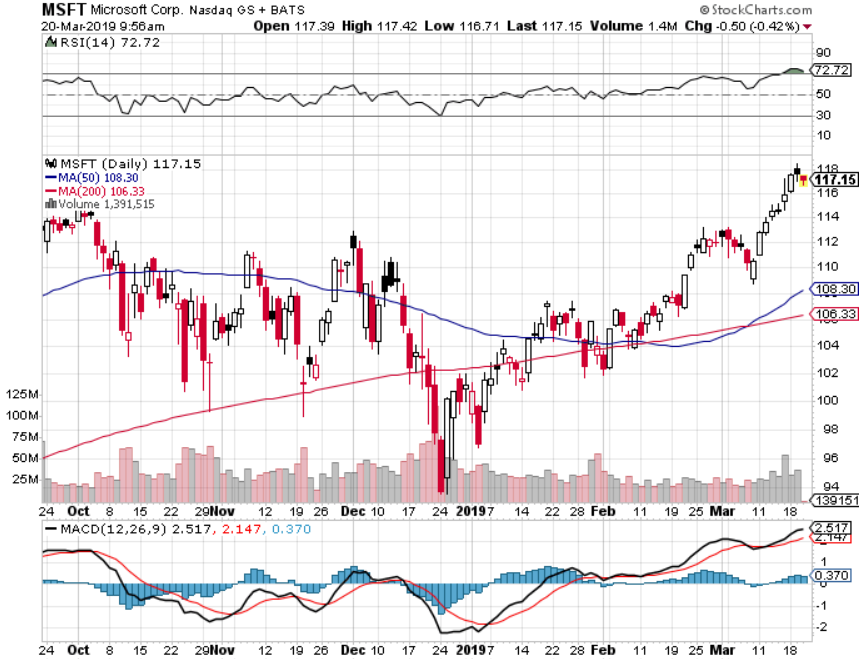 MSFT Microsoft Corp. Nasdaq GS + BATS © StockCharts.com
20-Mar-2019 9:56am Open 117.39 High 117.42 Low 116.71 Last 117.15 Volume 1.4M Chg -0.50 (-0.42%)
RSI(14) 72.72
90
72.72
50
30
10
MSFT (Daily) 117.15
MA(50) 108.30
MA(200) 106.33
Volume 1,391,515
118
117.15
116
114
112
110
108.30
106.33
104
102
100
98
96
94
125M
100M
75M
50M
25M
1391515
24 Oct 8 15 22 Nov 12 19 26 Dec 10 17 24 2019 7 14 22 28 Feb 11 19 25 Mar 11 18
MACD(12,26,9) 2.517, 2.147, 0.370
2.517
2.147
1
0.370
-1
-2
24 Oct 8 15 22 29 Nov 12 19 26 Dec 10 17 24 2019 7 14 22 28 Feb 11 19 25 Mar 11 18